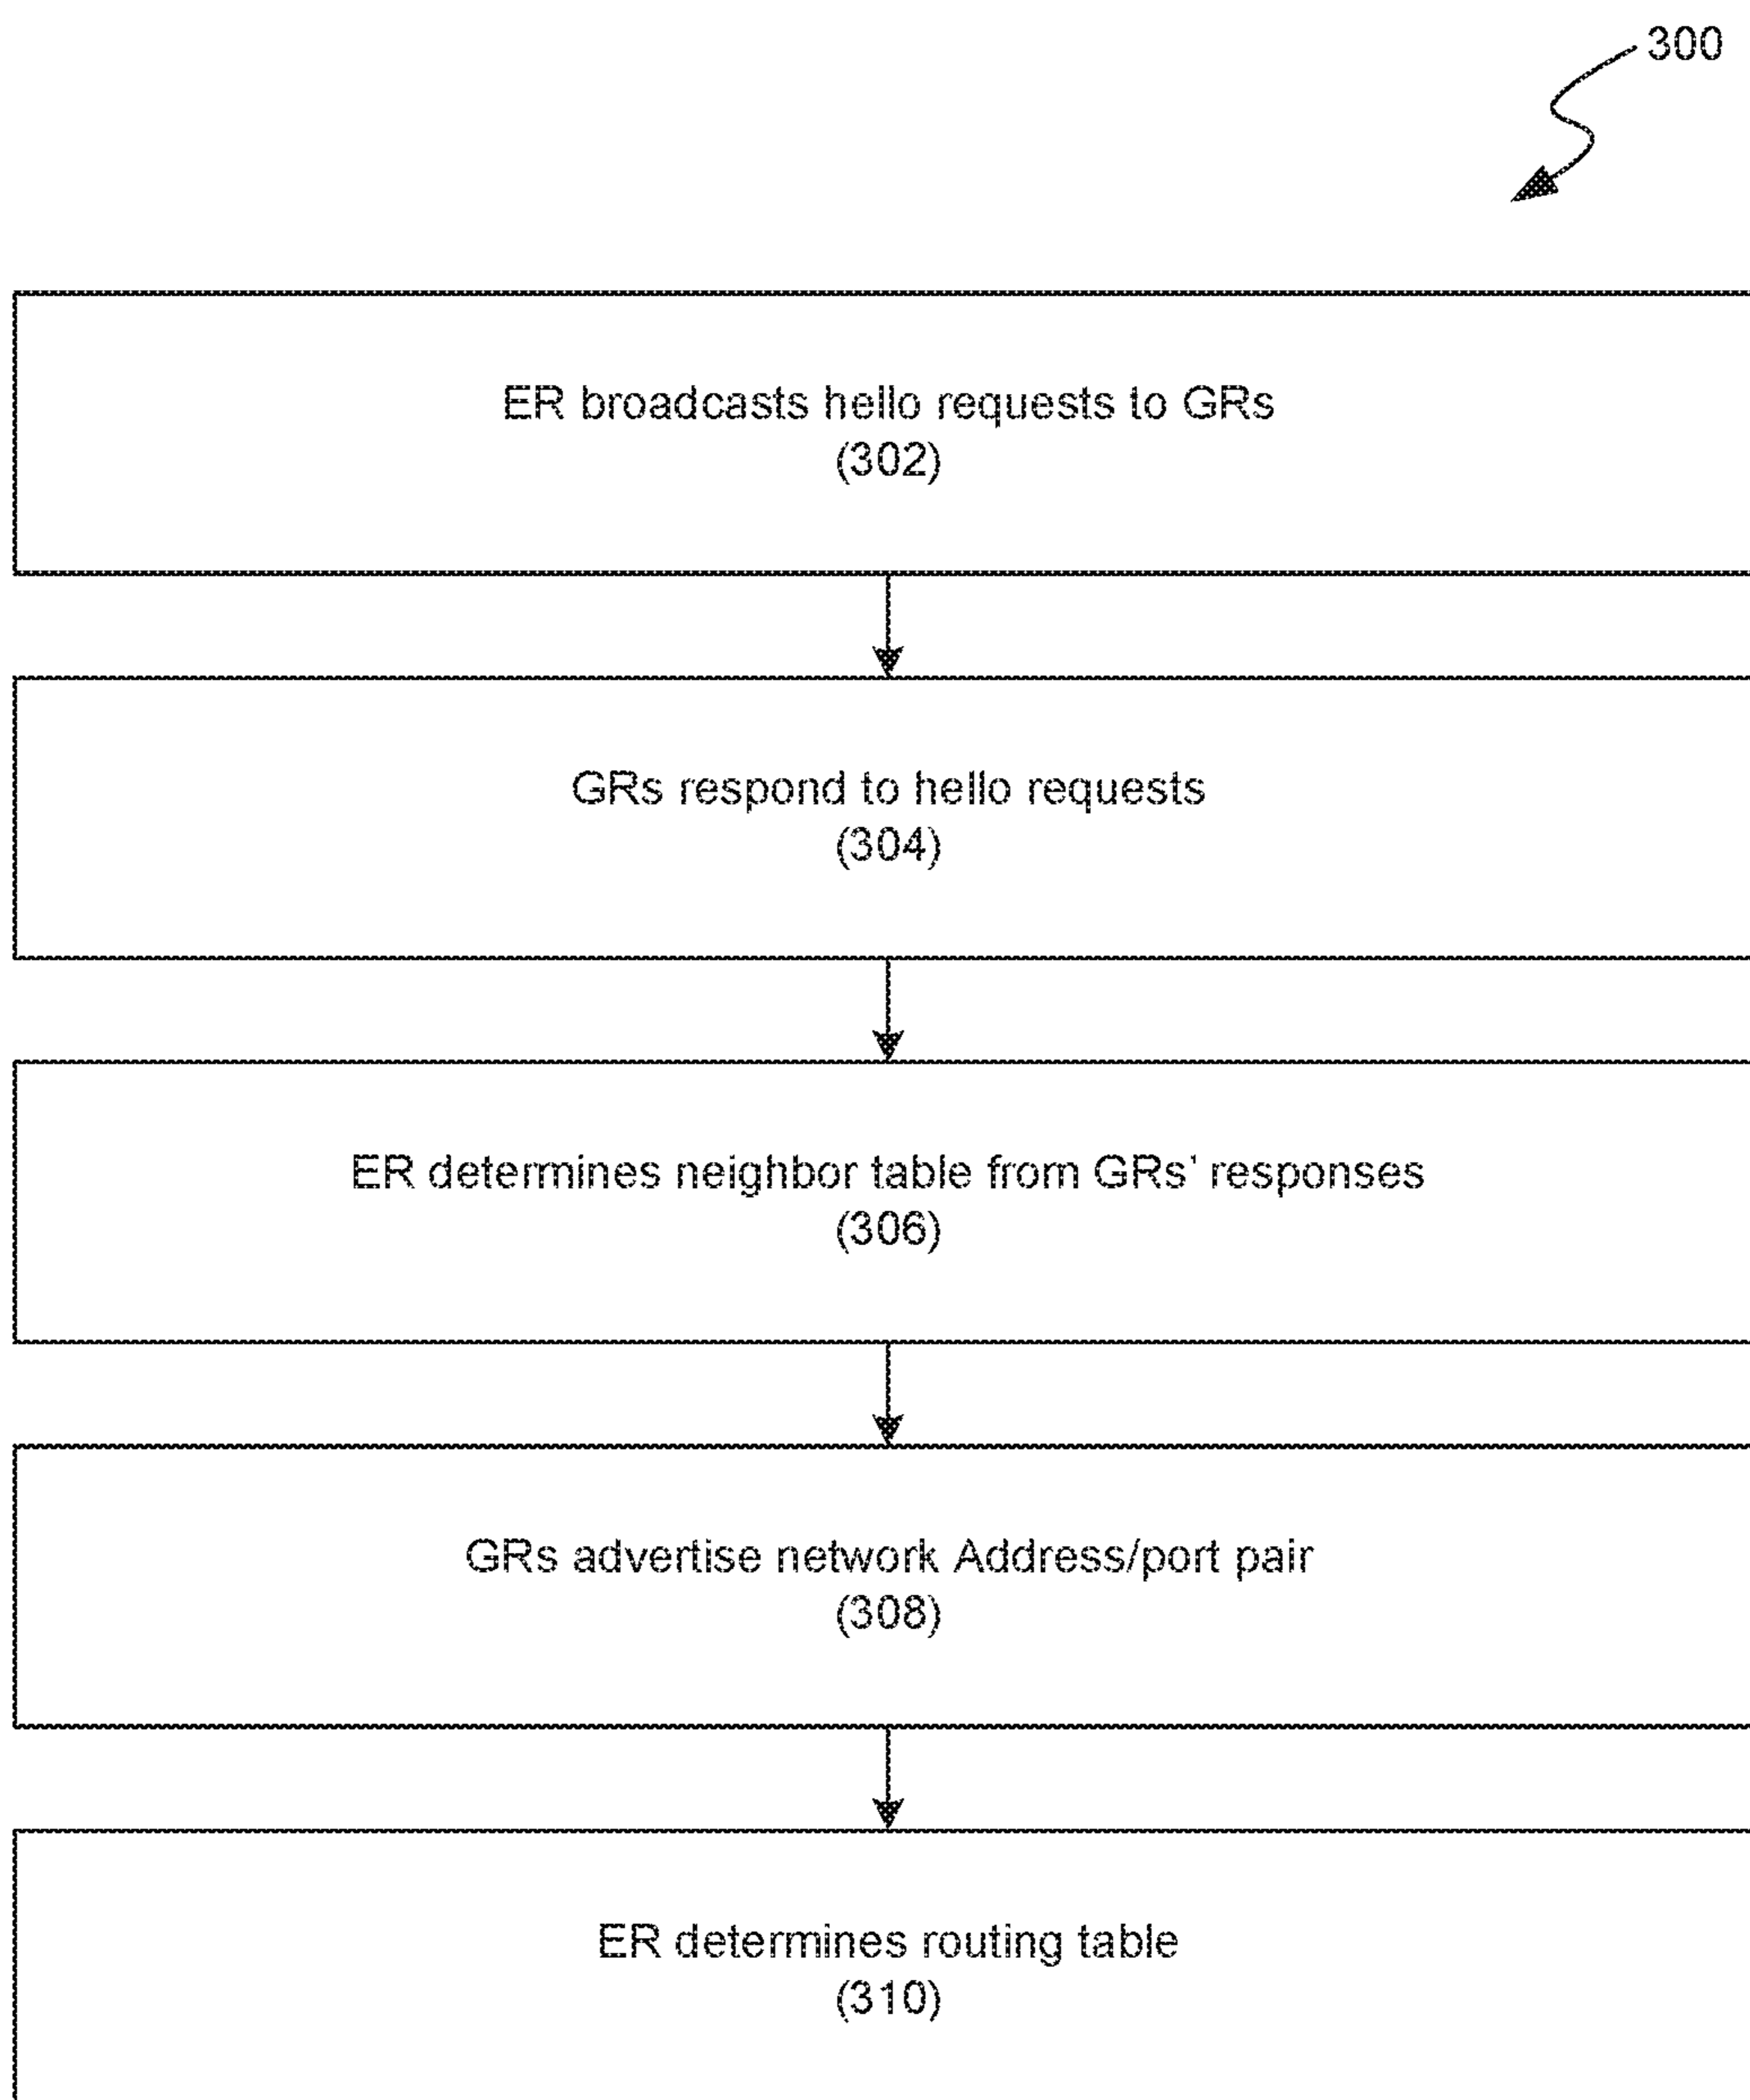 300
ER broadcasts hello requests to GRs
(302)
GRs respond to hello requests
(304)
ER determines neighbor table from GRs' responses
(306)
GRs advertise network Address/port pair
(308)
ER determines routing table
(310)